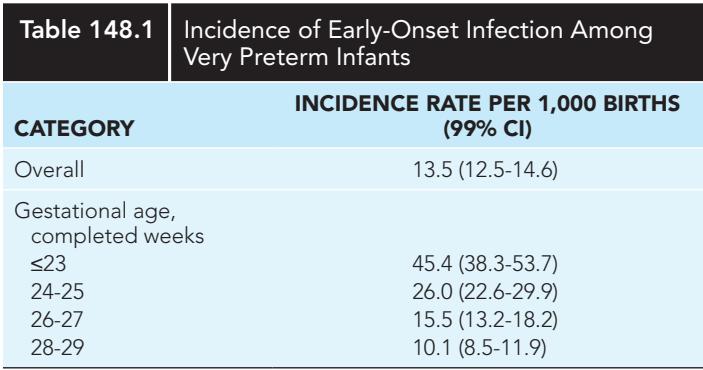 Table 148.1 Incidence of Early-Onset Infection Among
Very Preterm Infants
INCIDENCE RATE PER 1,000 BIRTHS
CATEGORY (99% CI)
Overall 13.5 (12.5-14.6)
Gestational age,
completed weeks
≤23 45.4 (38.3-53.7)
24-25 26.0 (22.6-29.9)
26-27 15.5 (13.2-18.2)
28-29 10.1 (8.5-11.9)